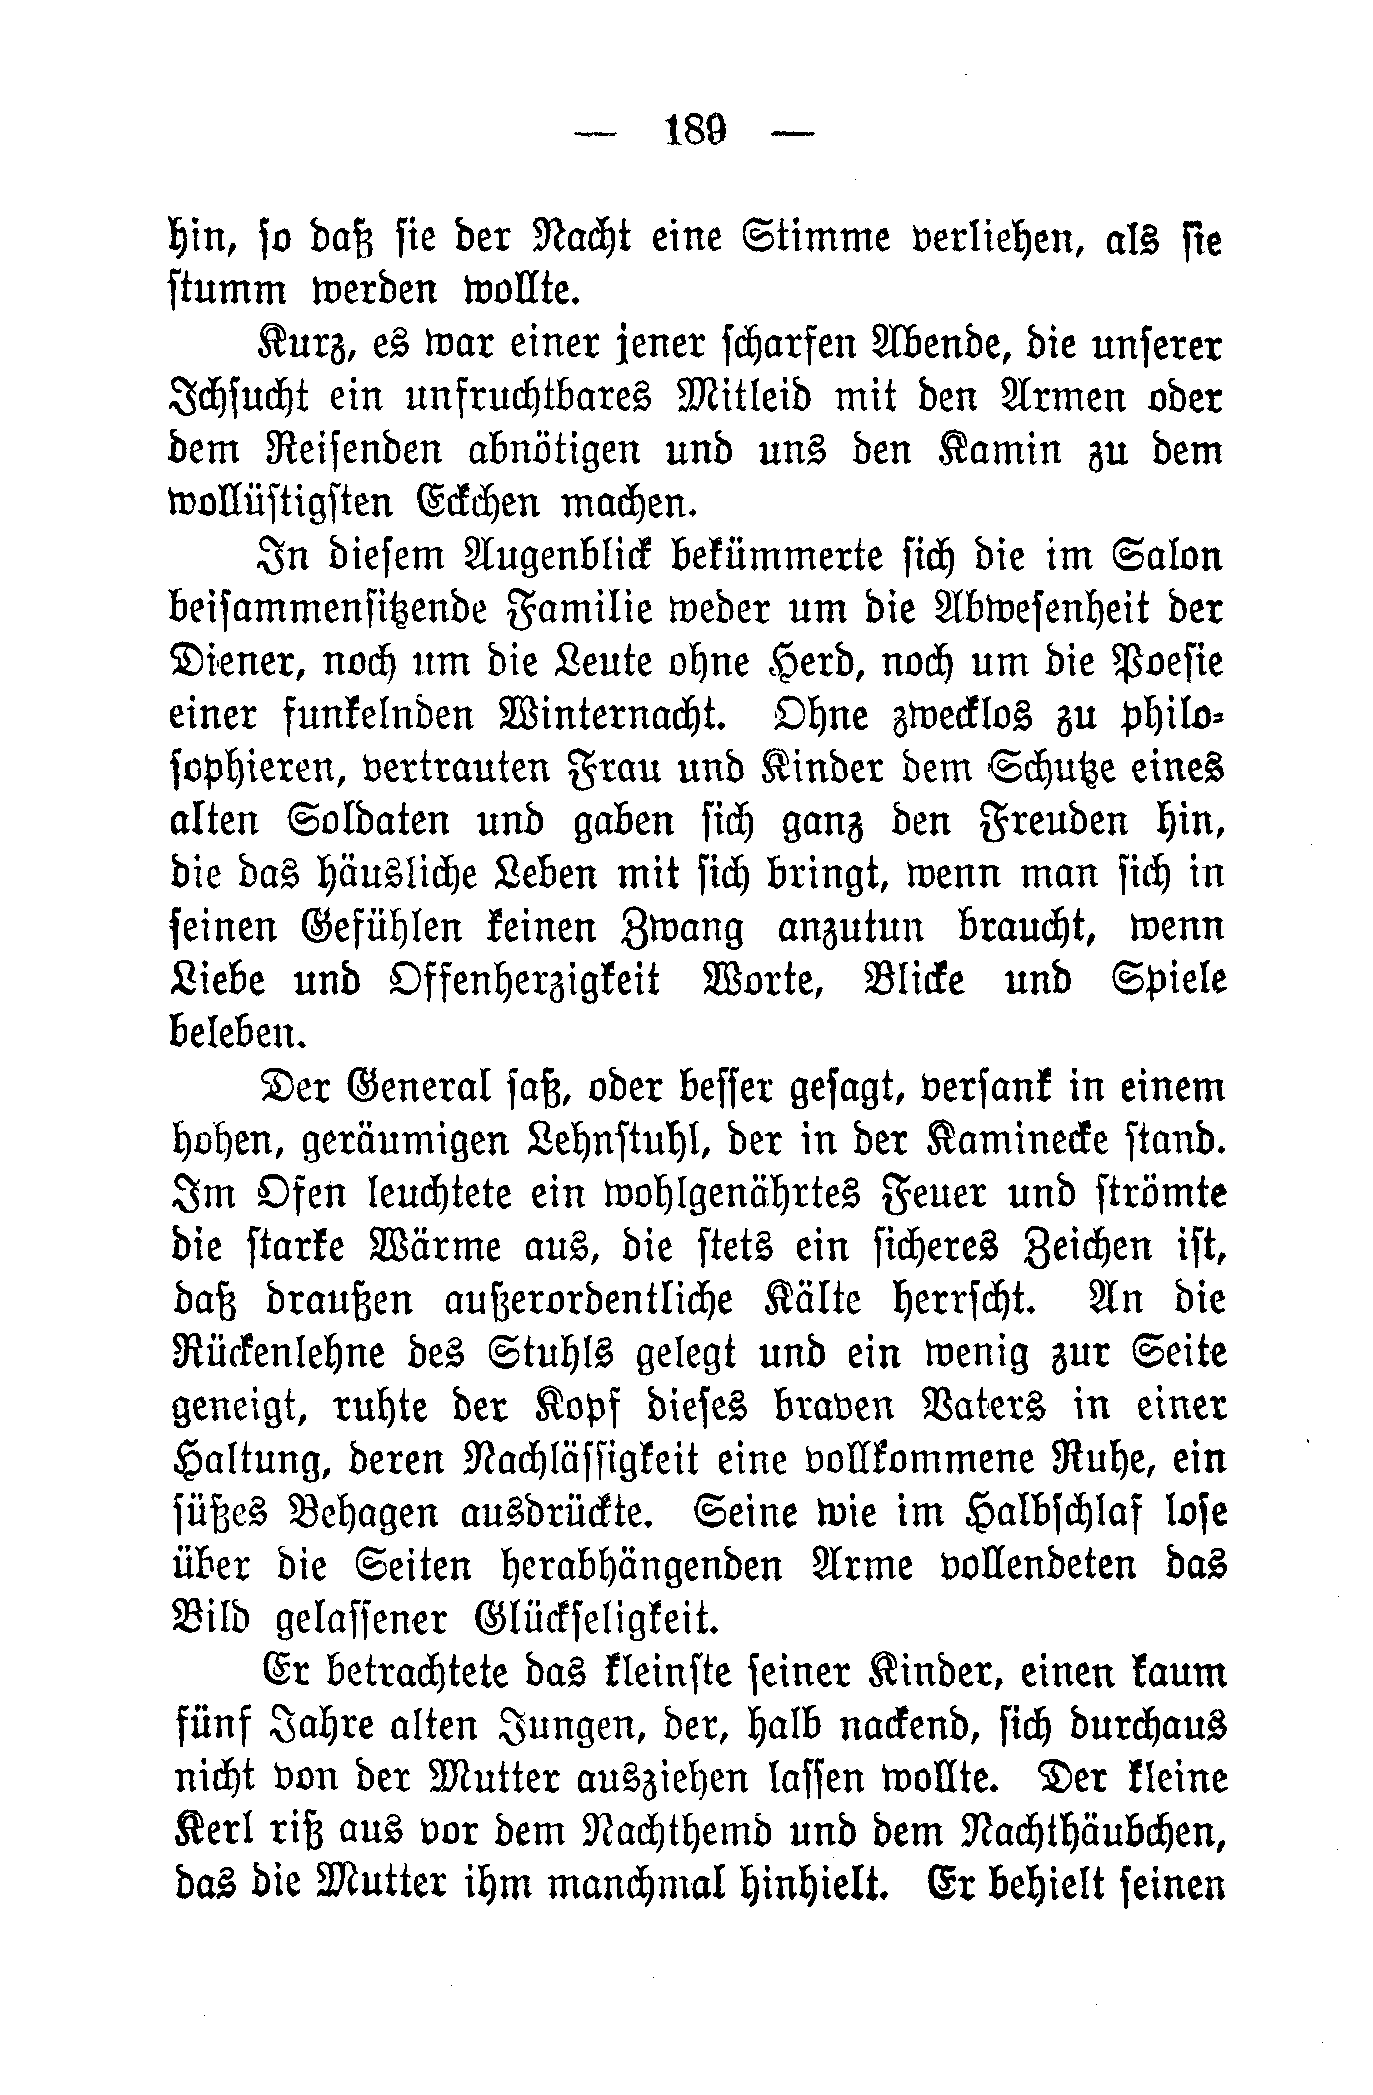 — 189 —
hin, so daß sie der Nacht eine Stimme verliehen, als sie
stumm werden wollte.
Kurz, es war einer jener scharfen Abende, die unserer
Ichsucht ein unfruchtbares Mitleid mit den Armen oder
dem Reisenden abnötigen und uns den Kamin zu dem
wollüstigsten Eckchen machen.
In diesem Augenblick bekümmerte sich die im Salon
beisammensitzende Familie weder um die Abwesenheit der
Diener, noch um die Leute ohne Herd, noch um die Poesie
einer funkelnden Winternacht. Ohne zwecklos zu philo-
sophieren, vertrauten Frau und Kinder dem Schutze eines
alten Soldaten und gaben sich ganz den Freuden hin,
die das häusliche Leben mit sich bringt, wenn man sich in
seinen Gefühlen keinen Zwang anzutun braucht, wenn
Liebe und Offenherzigkeit Worte, Blicke und Spiele
beleben.
Der General saß, oder besser gesagt, versank in einem
hohen, geräumigen Lehnstuhl, der in der Kaminecke stand.
Im Ofen leuchtete ein wohlgenährtes Feuer und strömte
die starke Wärme aus, die stets ein sicheres Zeichen ist,
daß draußen außerordentliche Kälte herrscht. An die
Rückenlehne des Stuhls gelegt und ein wenig zur Seite
geneigt, ruhte der Kopf dieses braven Vaters in einer
Haltung, deren Nachlässigkeit eine vollkommene Ruhe, ein
süßes Behagen ausdrückte. Seine wie im Halbschlaf lose
über die Seiten herabhängenden Arme vollendeten das
Bild gelassener Glückseligkeit.
Er betrachtete das kleinste seiner Kinder, einen kaum
fünf Jahre alten Jungen, der, halb nackend, sich durchaus
nicht von der Mutter ausziehen lassen wollte. Der kleine
Kerl riß aus vor dem Nachthemd und dem Nachthäubchen,
das die Mutter ihm manchmal hinhielt. Er behielt seinen